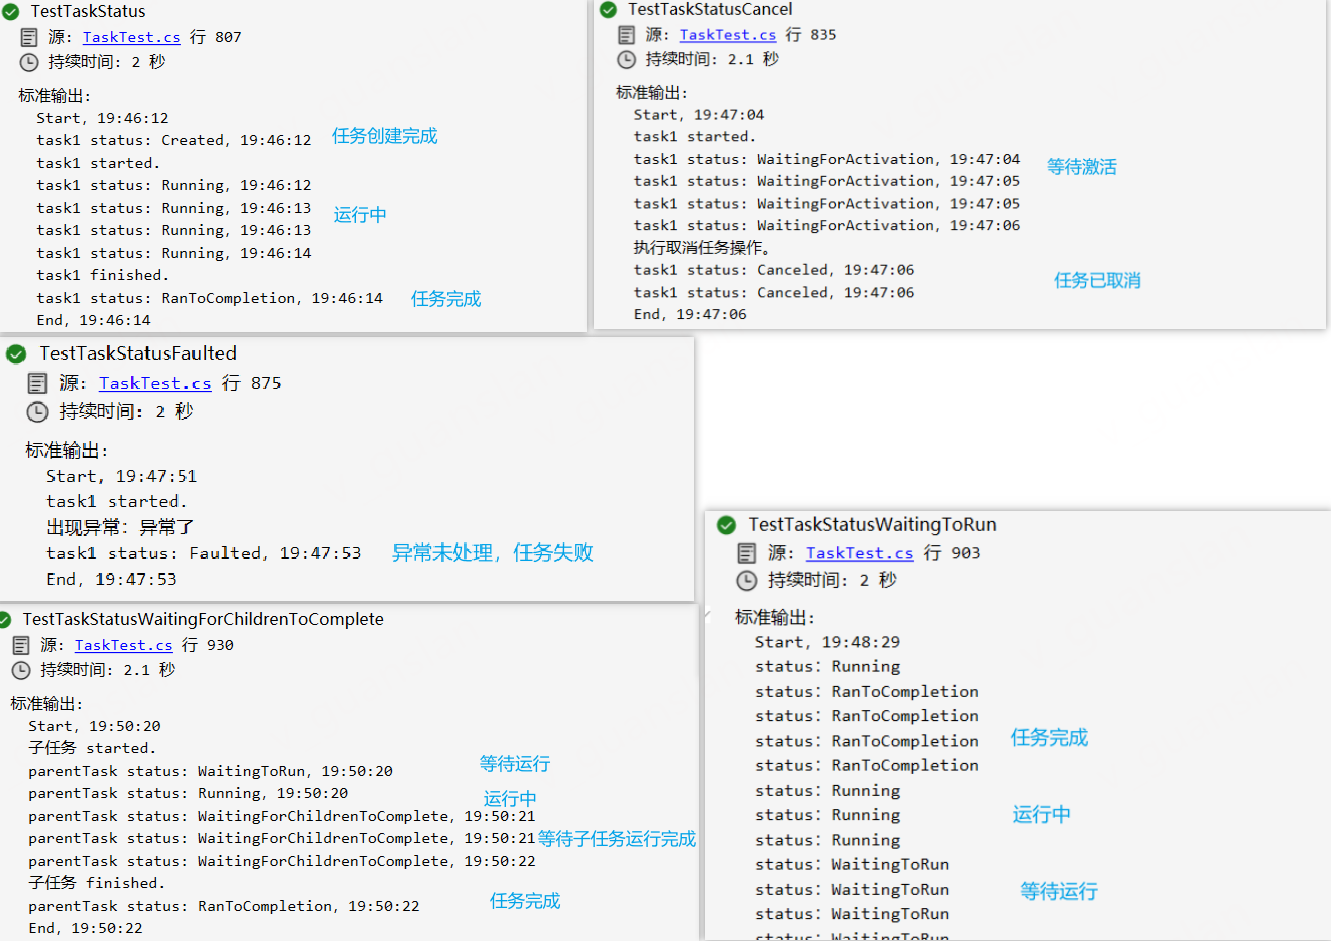 TestTaskStatus
源: TaskTest.cs 行 807
持续时间: 2 秒
标准输出:
Start, 19:46:12
task1 status: Created, 19:46:12 任务创建完成
task1 started.
task1 status: Running, 19:46:12
task1 status: Running, 19:46:13 运行中
task1 status: Running, 19:46:13
task1 status: Running, 19:46:14
task1 finished.
task1 status: RanToCompletion, 19:46:14 任务完成
End, 19:46:14
TestTaskStatusCancel
源: TaskTest.cs 行 835
持续时间: 2.1 秒
标准输出:
Start, 19:47:04
task1 started.
task1 status: WaitingForActivation, 19:47:04 等待激活
task1 status: WaitingForActivation, 19:47:05
task1 status: WaitingForActivation, 19:47:05
task1 status: WaitingForActivation, 19:47:06
执行取消任务操作。
task1 status: Canceled, 19:47:06 任务已取消
task1 status: Canceled, 19:47:06
End, 19:47:06
TestTaskStatusFaulted
源: TaskTest.cs 行 875
持续时间: 2 秒
标准输出:
Start, 19:47:51
task1 started.
出现异常：异常了
task1 status: Faulted, 19:47:53 异常未处理，任务失败
End, 19:47:53
TestTaskStatusWaitingForChildrenToComplete
源: TaskTest.cs 行 930
持续时间: 2.1 秒
标准输出:
Start, 19:50:20
子任务 started.
parentTask status: WaitingToRun, 19:50:20 等待运行
parentTask status: Running, 19:50:20 运行中
parentTask status: WaitingForChildrenToComplete, 19:50:21
parentTask status: WaitingForChildrenToComplete, 19:50:21 等待子任务运行完成
parentTask status: WaitingForChildrenToComplete, 19:50:22
子任务 finished.
parentTask status: RanToCompletion, 19:50:22 任务完成
End, 19:50:22
TestTaskStatusWaitingToRun
源: TaskTest.cs 行 903
持续时间: 2 秒
标准输出:
Start, 19:48:29
status：Running
status：RanToCompletion
status：RanToCompletion
status：RanToCompletion 任务完成
status：RanToCompletion
status：Running
status：Running 运行中
status：Running
status：WaitingToRun
status：WaitingToRun 等待运行
status：WaitingToRun
status：WaitingToRun